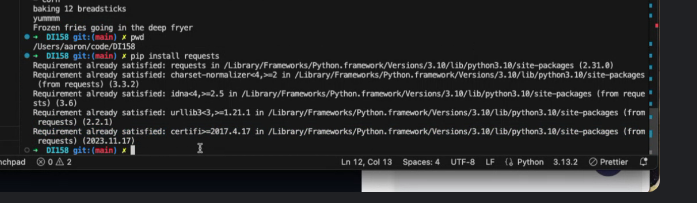 baking 12 breadsticks
yummmm
Frozen fries going in the deep fryer
➜ DI158 git:(main) ✗ pwd
/Users/aaron/code/DI158
➜ DI158 git:(main) ✗ pip install requests
Requirement already satisfied: requests in /Library/Frameworks/Python.framework/Versions/3.10/lib/python3.10/site-packages (2.31.0)
Requirement already satisfied: charset-normalizer<4,>=2 in /Library/Frameworks/Python.framework/Versions/3.10/lib/python3.10/site-packages
(from requests) (3.3.2)
Requirement already satisfied: idna<4,>=2.5 in /Library/Frameworks/Python.framework/Versions/3.10/lib/python3.10/site-packages (from reque
sts) (3.6)
Requirement already satisfied: urllib3<3,>=1.21.1 in /Library/Frameworks/Python.framework/Versions/3.10/lib/python3.10/site-packages (from
requests) (2.2.1)
Requirement already satisfied: certifi>=2017.4.17 in /Library/Frameworks/Python.framework/Versions/3.10/lib/python3.10/site-packages (from
requests) (2023.11.17)
➜ DI158 git:(main) ✗
nchpad 0 2 Ln 12, Col 13 Spaces: 4 UTF-8 LF Python 3.13.2 Prettier